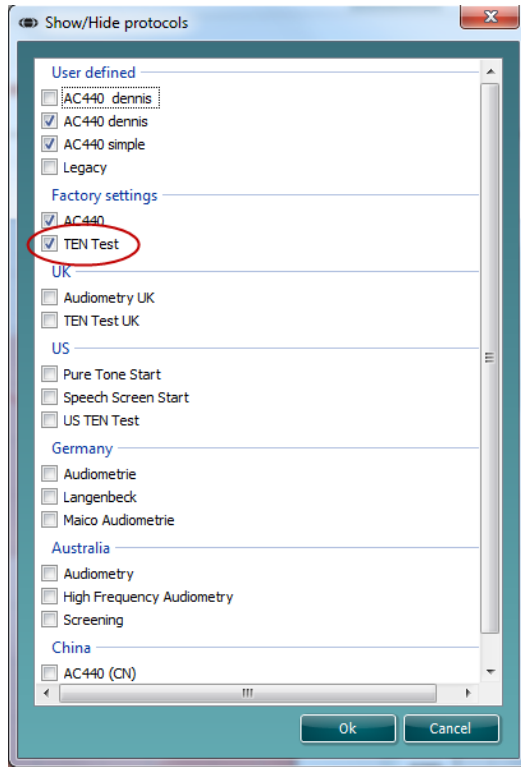 Show/Hide protocols
User defined
AC440 dennis
AC440 dennis
AC440 simple
Legacy
Factory settings
AC440
TEN Test
UK
Audiometry UK
TEN Test UK
US
Pure Tone Start
Speech Screen Start
US TEN Test
Germany
Audiometrie
Langenbeck
Maico Audiometrie
Australia
Audiometry
High Frequency Audiometry
Screening
China
AC440 (CN)
Ok Cancel